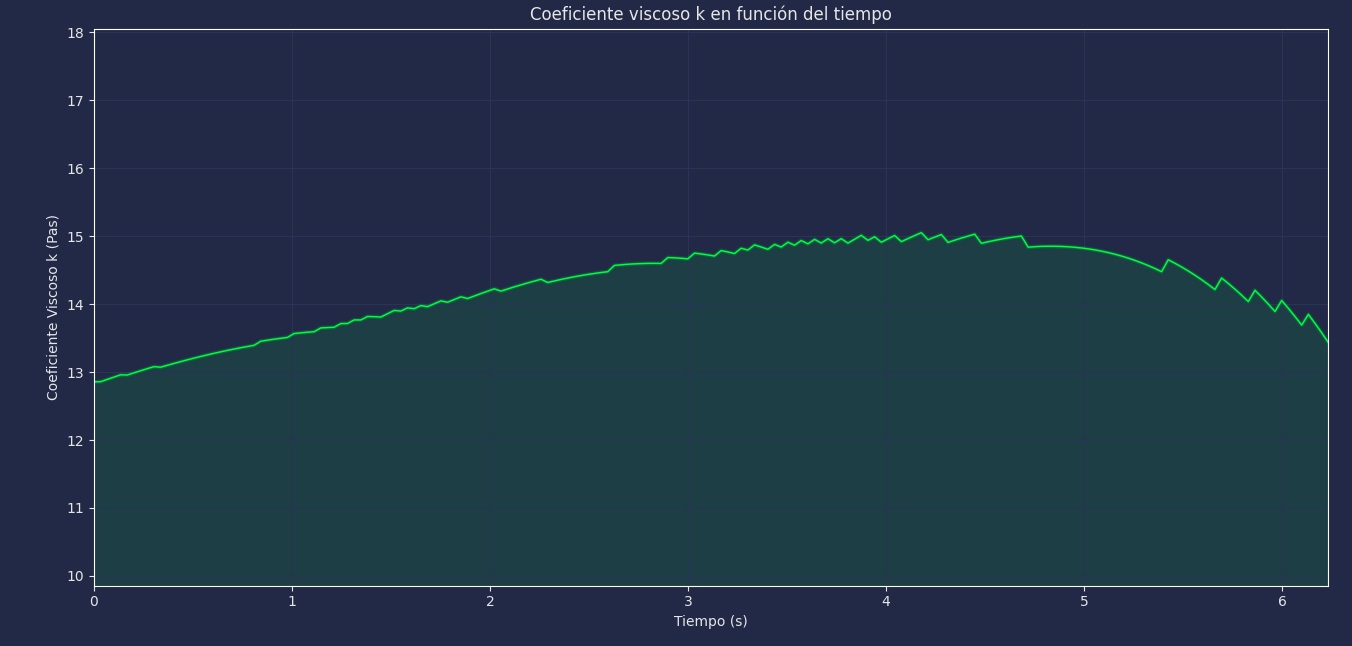 Coeficiente viscoso k en función del tiempo
Coeficiente Viscoso k (Pas)
18
17
16
15
14
13
12
11
10
0 1 2 3 4 5 6
Tiempo (s)